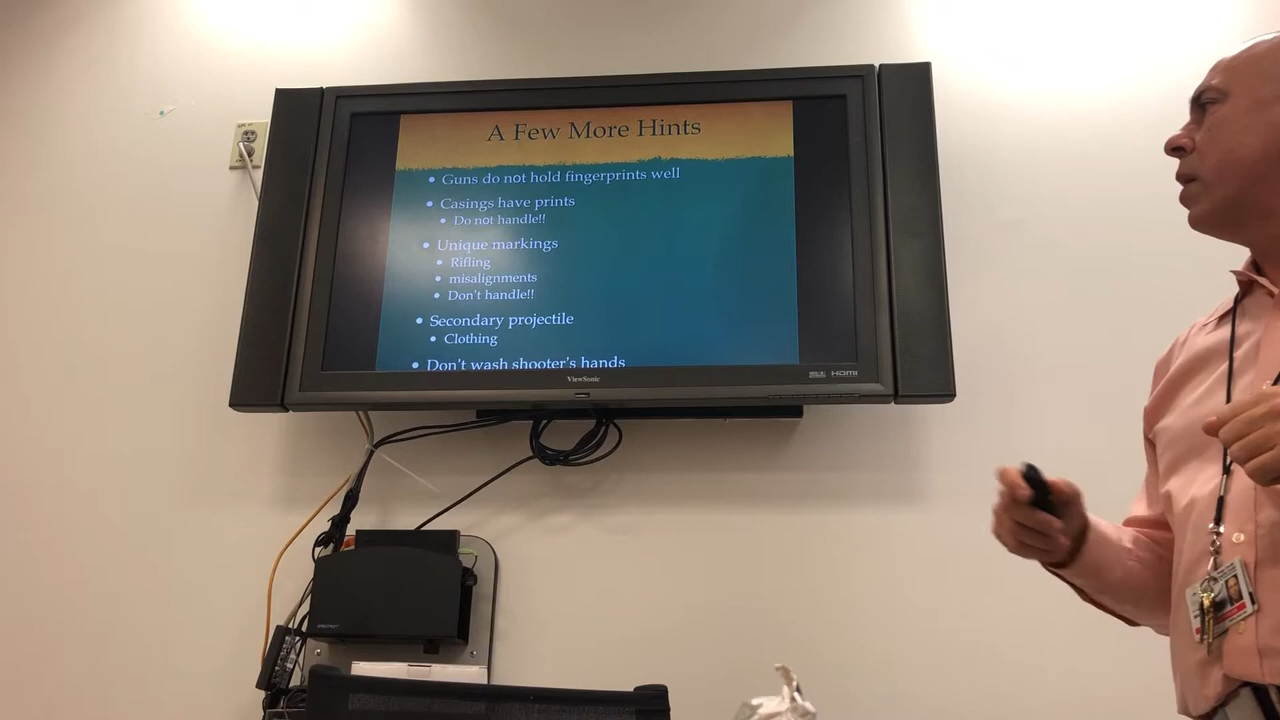 A Few More Hints
• Guns do not hold fingerprints well
• Casings have prints
• Do not handle!!
• Unique markings
• Rifling
• misalignments
• Don't handle!!
• Secondary projectile
• Clothing
• Don't wash shooter's hands
ViewSonic
HDMI